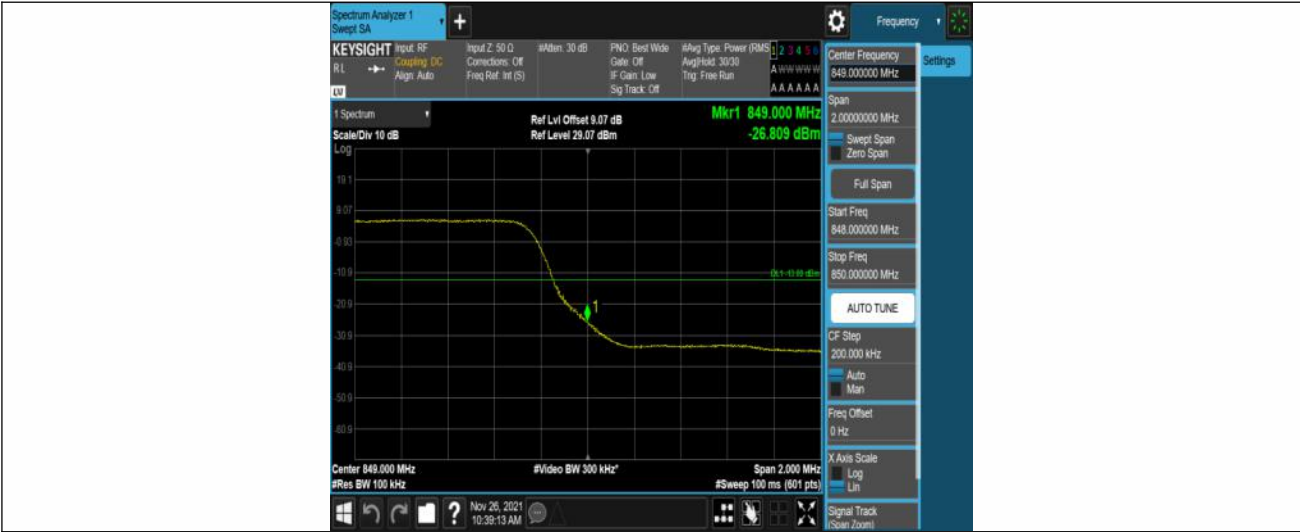 Spectrum Analyzer 1
Swept SA
+
Frequency
KEYSIGHT
Input: RF
Input Z: 50 Ω
#Atten: 30 dB
PNO: Best Wide
#Avg Type: Power (RMS
1 2 3 4 5 6
R L
Coupling: DC
Corrections: Off
Gate: Off
Avg|Hold: 30/30
A W W W W W
Align: Auto
Freq Ref: Int (S)
IF Gain: Low
Trig: Free Run
Sig Track: Off
A A A A A A
Center Frequency
849.000000 MHz
Settings
1 Spectrum
Ref Lvl Offset 9.07 dB
Mkr1 849.000 MHz
Scale/Div 10 dB
Ref Level 29.07 dBm
-26.809 dBm
Log
19.1
9.07
-0.93
-10.9
-20.9
-30.9
-40.9
-50.9
-60.9
DL1 -13.00 dBm
1
Center 849.000 MHz
#Video BW 300 kHz*
Span 2.000 MHz
#Res BW 100 kHz
#Sweep 100 ms (601 pts)
Span
2.00000000 MHz
Swept Span
Zero Span
Full Span
Start Freq
848.000000 MHz
Stop Freq
850.000000 MHz
AUTO TUNE
CF Step
200.000 kHz
Auto
Man
Freq Offset
0 Hz
X Axis Scale
Log
Lin
Signal Track
(Span Zoom)
?
Nov 26, 2021
10:39:13 AM